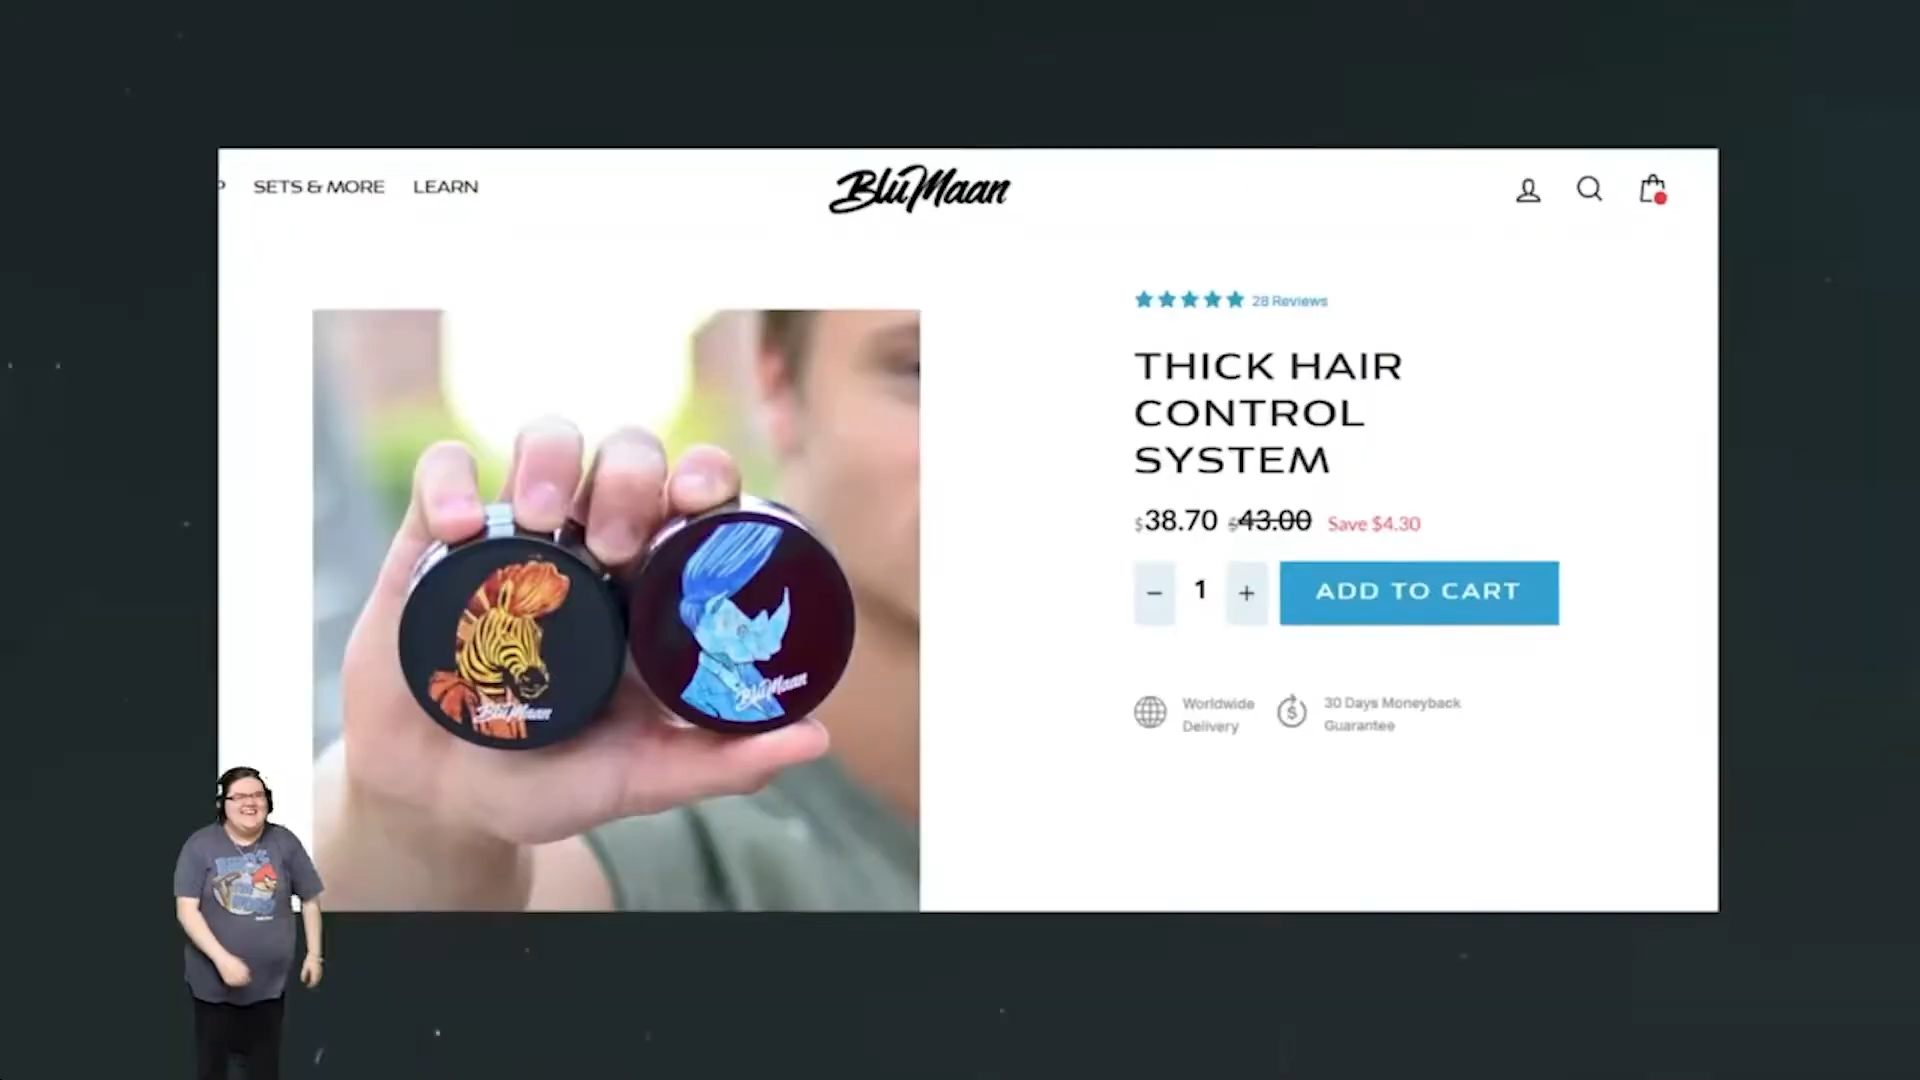 SETS & MORE LEARN
BluMaan
28 Reviews
THICK HAIR
CONTROL
SYSTEM
$38.70 $43.00 Save $4.30
− 1 + ADD TO CART
Worldwide
Delivery
30 Days Moneyback
Guarantee
BluMaan
BluMaan